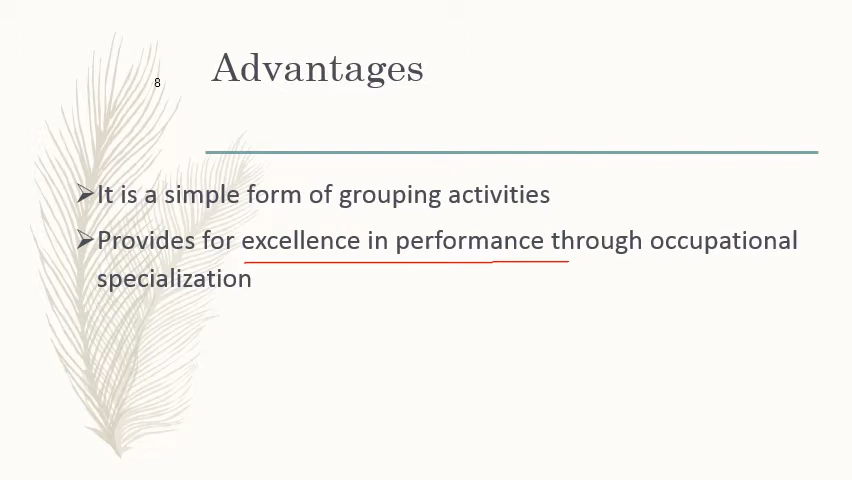 8
Advantages
➢It is a simple form of grouping activities
➢Provides for excellence in performance through occupational
specialization